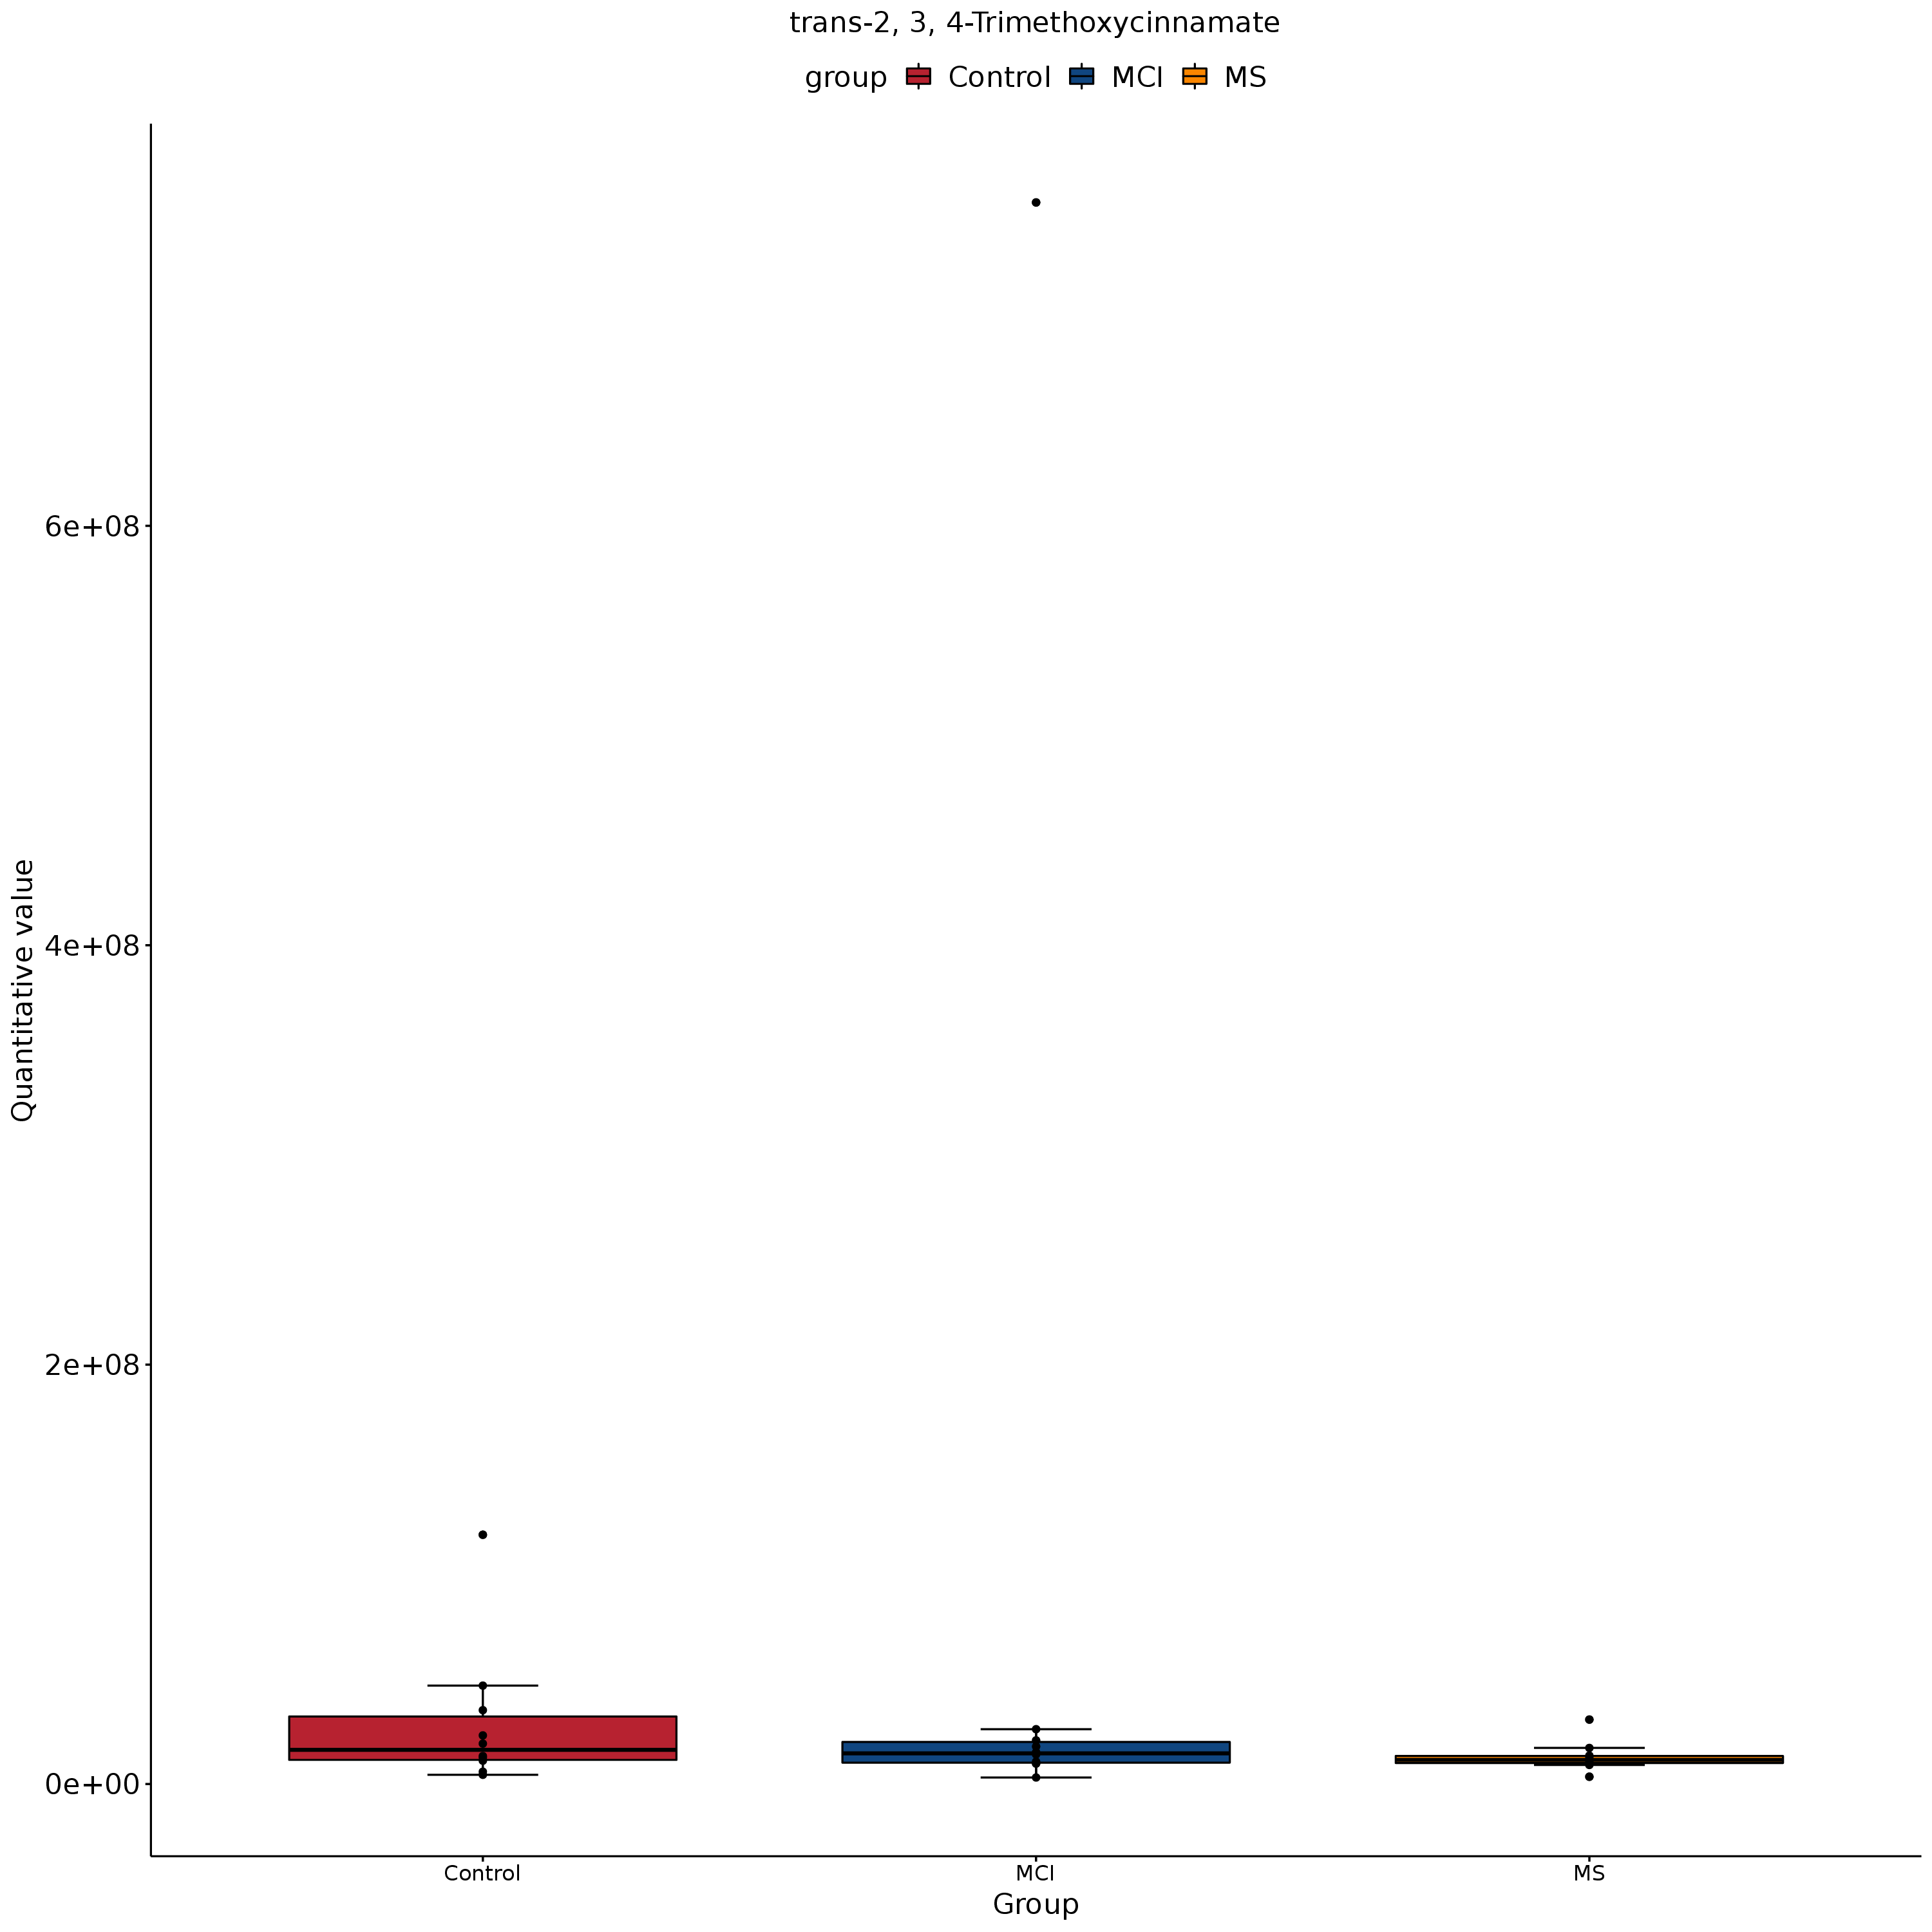 trans-2, 3, 4-Trimethoxycinnamate
group Control MCI MS
Quantitative value
6e+08
4e+08
2e+08
0e+00
Control MCI MS
Group